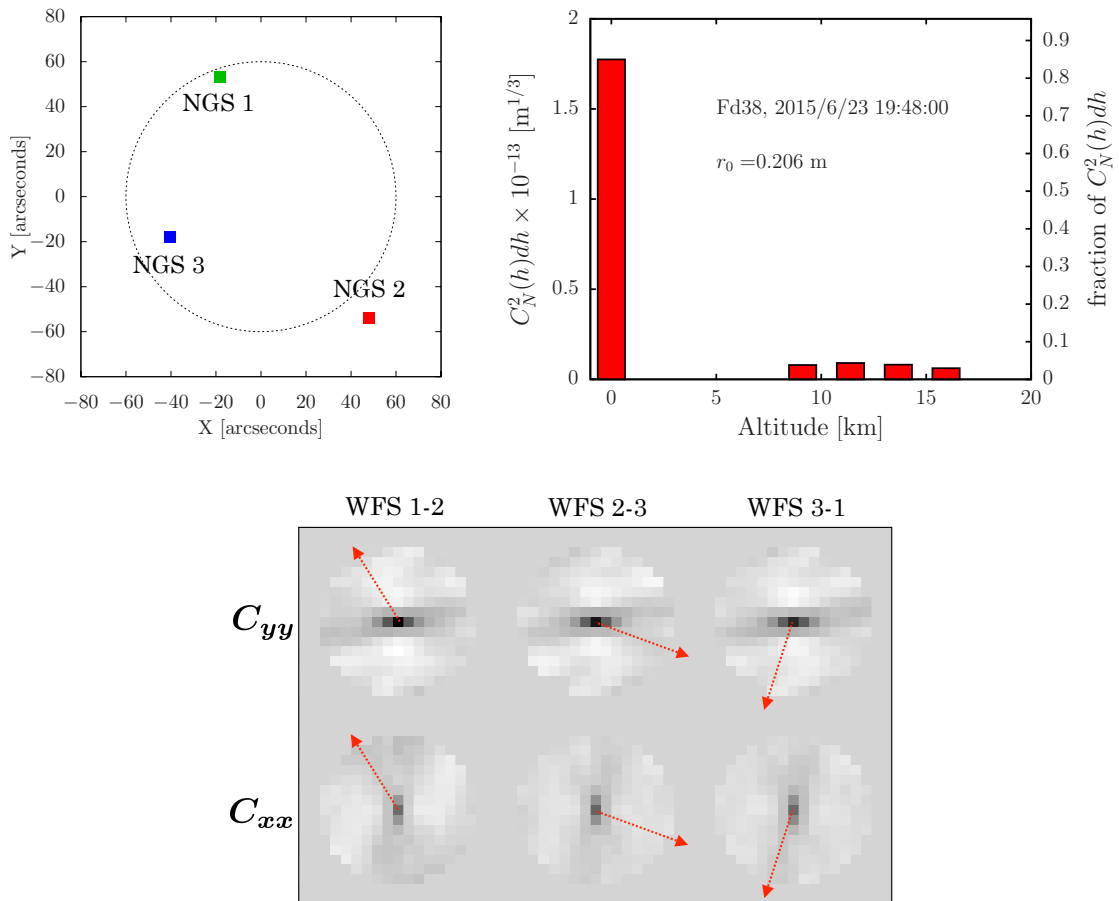 80
60
40
20
0
−20
−40
−60
−80
−80 −60 −40 −20 0 20 40 60 80
Y [arcseconds]
X [arcseconds]
NGS 1
NGS 3
NGS 2
2
1.5
1
0.5
0
0 5 10 15 20
0.9
0.8
0.7
0.6
0.5
0.4
0.3
0.2
0.1
0
C_N^2(h)dh × 10^{−13} [m^{1/3}]
Altitude [km]
fraction of C_N^2(h)dh
Fd38, 2015/6/23 19:48:00
r_0 =0.206 m
WFS 1-2 WFS 2-3 WFS 3-1
C_{yy}
C_{xx}